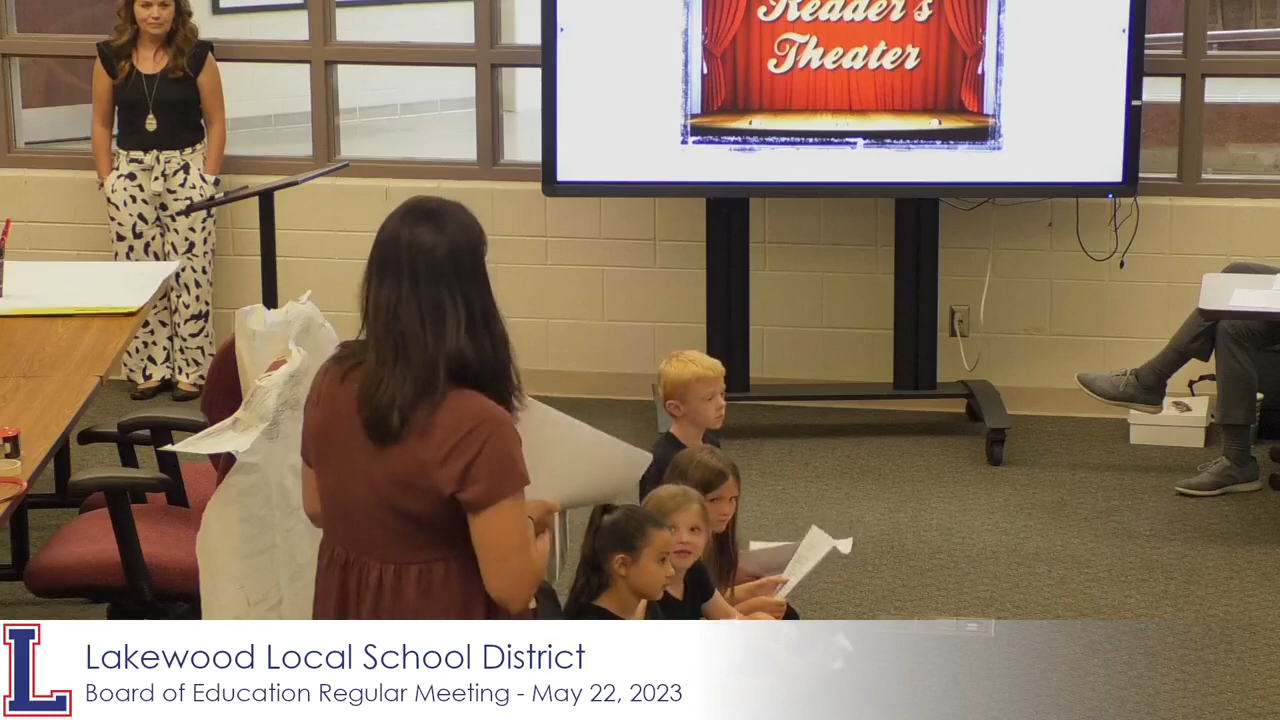 Reader's
Theater
L
Lakewood Local School District
Board of Education Regular Meeting - May 22, 2023